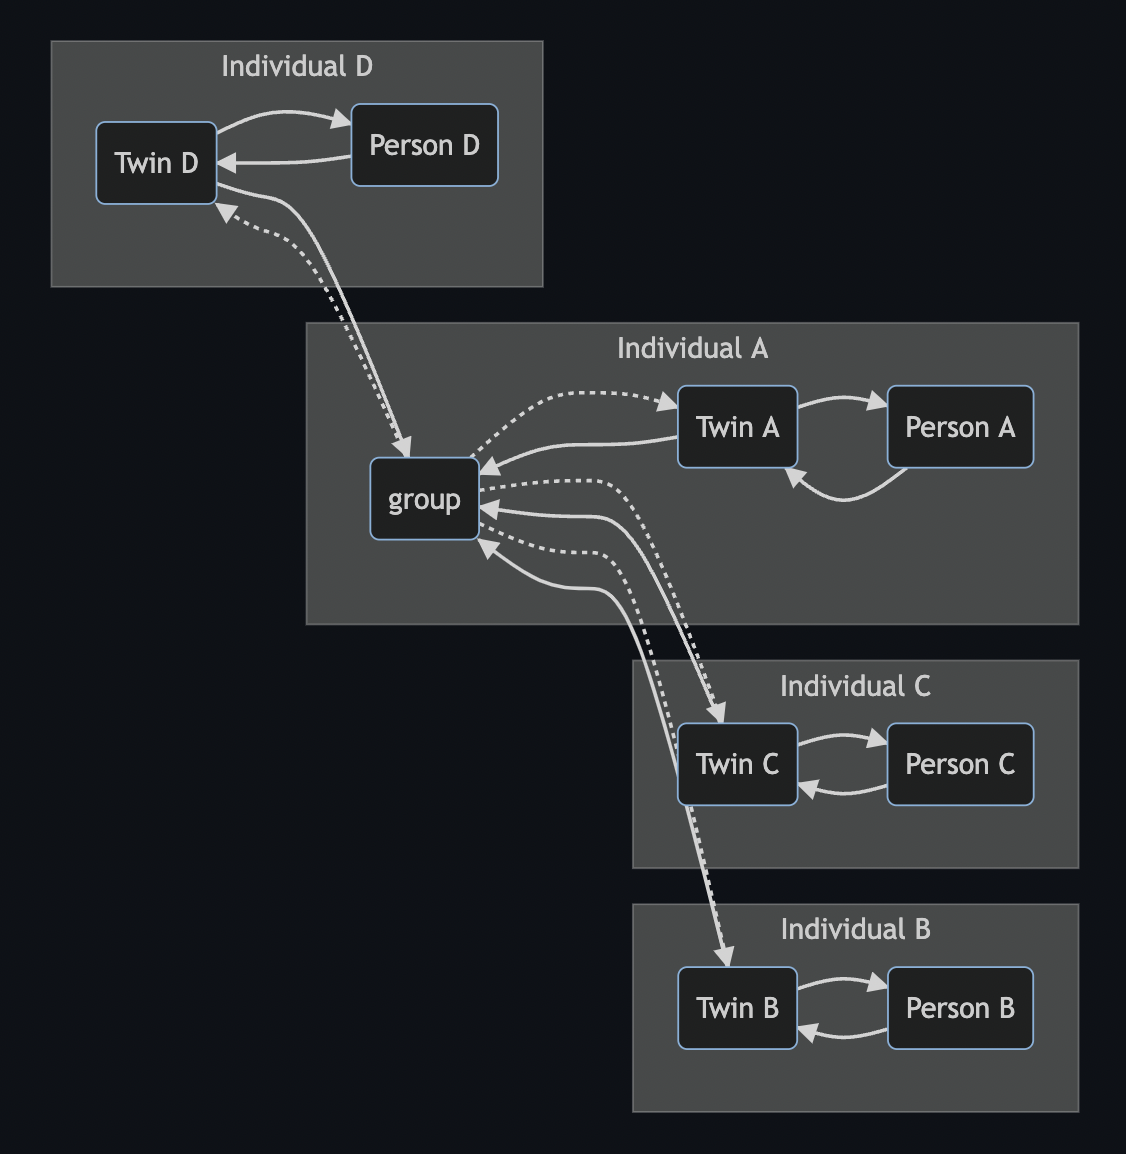 Individual D
Twin D
Person D
Individual A
Twin A
Person A
group
Individual C
Twin C
Person C
Individual B
Twin B
Person B